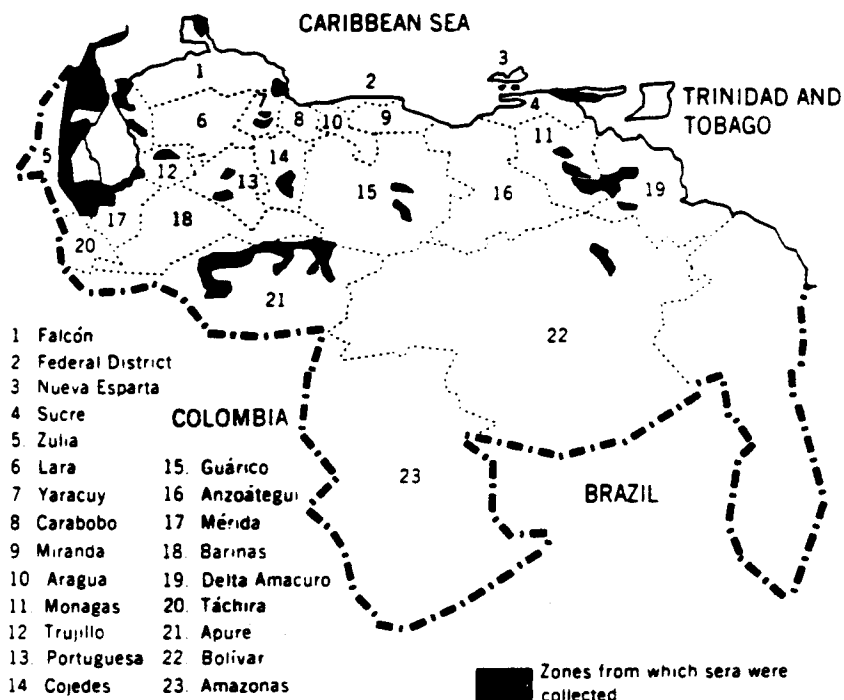 CARIBBEAN SEA
3
1
2
4
TRINIDAD AND
TOBAGO
7
6
8
10
9
11
5
12
14
13
15
16
19
17
18
20
21
22
1 Falcón
2 Federal District
3 Nueva Esparta
4 Sucre
5. Zulia
6 Lara
7 Yaracuy
8 Carabobo
9 Miranda
10 Aragua
11 Monagas
12 Trujillo
13. Portuguesa
14 Cojedes
COLOMBIA
15. Guárico
16 Anzoátegui
17 Mérida
18. Barinas
19. Delta Amacuro
20. Táchira
21. Apure
22 Bolívar
23. Amazonas
23
BRAZIL
Zones from which sera were
collected